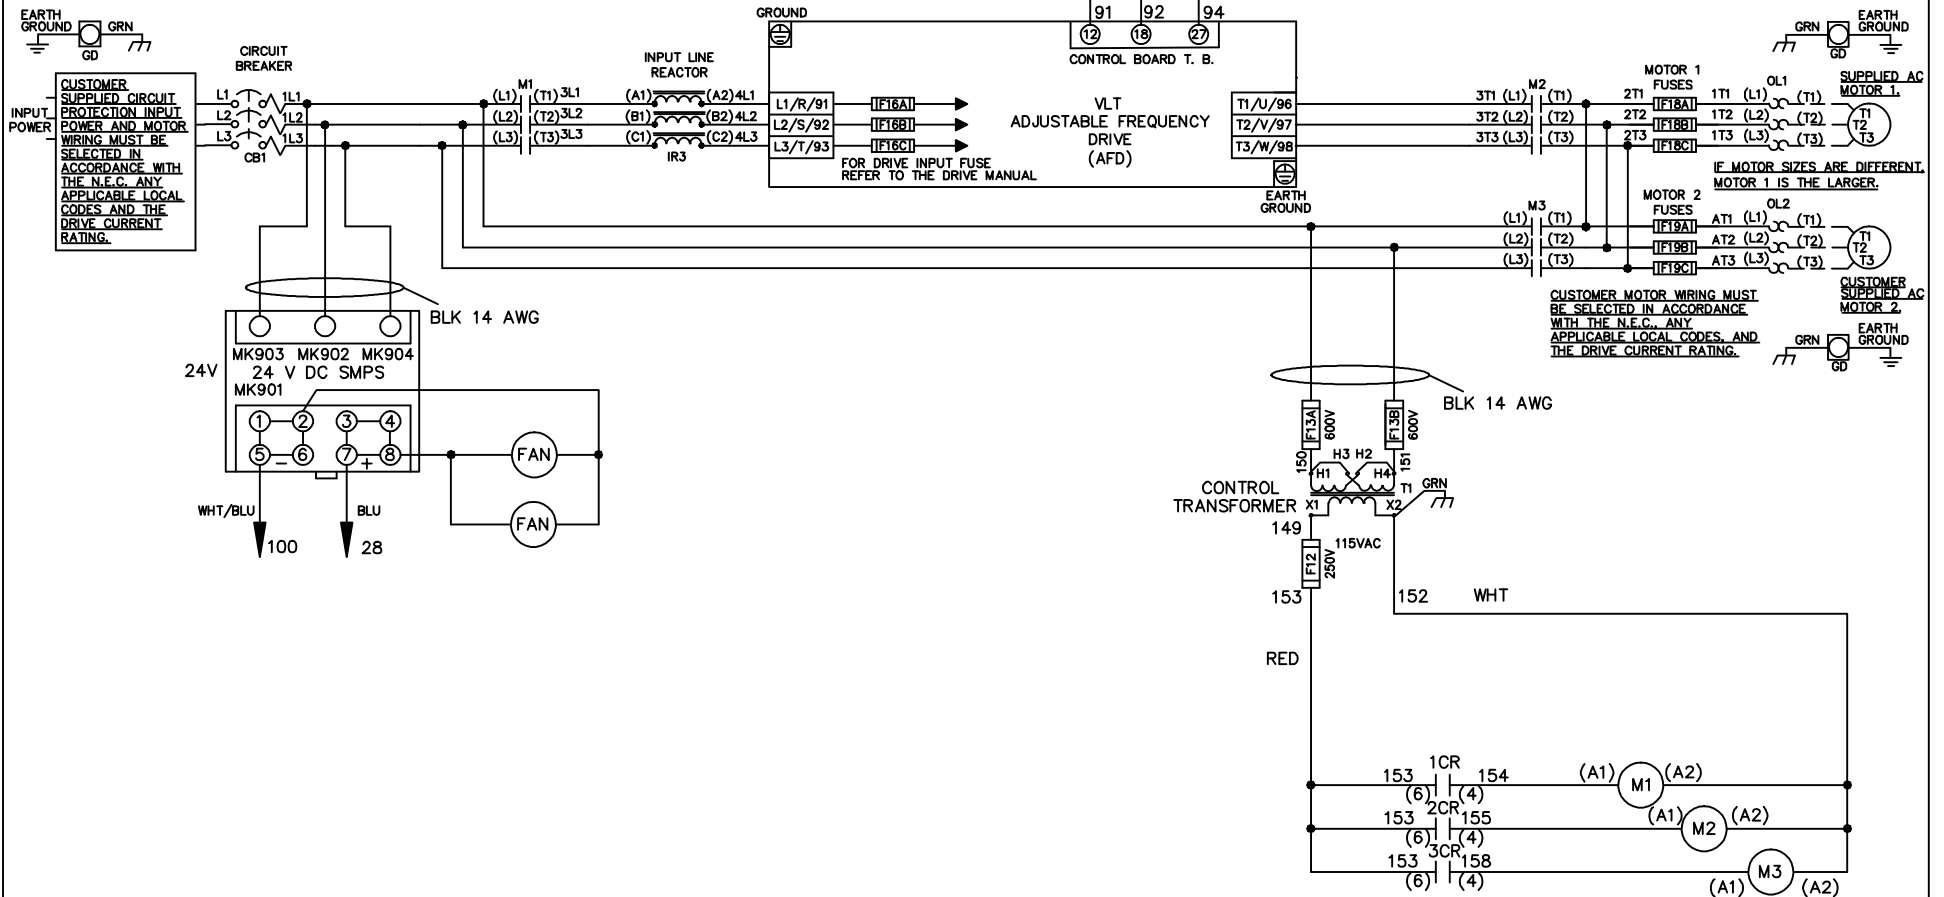 EARTH
GROUND
GRN
GD
INPUT
POWER
CUSTOMER
SUPPLIED CIRCUIT
PROTECTION INPUT
POWER AND MOTOR
WIRING MUST BE
SELECTED IN
ACCORDANCE WITH
THE N.E.C. ANY
APPLICABLE LOCAL
CODES AND THE
DRIVE CURRENT
RATING.
CIRCUIT
BREAKER
L1 1L1
L2 1L2
L3 1L3
CB1
M1
(L1) (T1) 3L1
(L2) (T2) 3L2
(L3) (T3) 3L3
INPUT LINE
REACTOR
(A1) (A2) 4L1
(B1) (B2) 4L2
(C1) (C2) 4L3
IR3
GROUND
L1/R/91 F16A
L2/S/92 F16B
L3/T/93 F16C
FOR DRIVE INPUT FUSE
REFER TO THE DRIVE MANUAL
91 92 94
12 18 27
CONTROL BOARD T. B.
VLT
ADJUSTABLE FREQUENCY
DRIVE
(AFD)
T1/U/96
T2/V/97
T3/W/98
EARTH
GROUND
M2
3T1 (L1) (T1)
3T2 (L2) (T2)
3T3 (L3) (T3)
MOTOR 1
FUSES
2T1 F18A 1T1 (L1)
2T2 F18B 1T2 (L2)
2T3 F18C 1T3 (L3)
OL1
(T1)
(T2)
(T3)
GRN
GD
EARTH
GROUND
SUPPLIED AC
MOTOR 1.
T1
T2
T3
IF MOTOR SIZES ARE DIFFERENT,
MOTOR 1 IS THE LARGER.
M3
(L1) (T1)
(L2) (T2)
(L3) (T3)
MOTOR 2
FUSES
F19A AT1 (L1)
F19B AT2 (L2)
F19C AT3 (L3)
OL2
(T1)
(T2)
(T3)
T1
T2
T3
CUSTOMER
SUPPLIED AC
MOTOR 2.
CUSTOMER MOTOR WIRING MUST
BE SELECTED IN ACCORDANCE
WITH THE N.E.C., ANY
APPLICABLE LOCAL CODES, AND
THE DRIVE CURRENT RATING.
GRN
GD
EARTH
GROUND
BLK 14 AWG
MK903 MK902 MK904
24V
24 V DC SMPS
MK901
1 2 3 4
5 - 6 7 + 8
FAN
FAN
WHT/BLU
BLU
100
28
BLK 14 AWG
F13A 600V
F13B 600V
150
151
H3 H2
H1 H4
CONTROL
TRANSFORMER
T1
GRN
X1 X2
149
115VAC
F12
250V
153
152
WHT
RED
1CR
153 154
(6) (4)
(A1) M1 (A2)
2CR
153 155
(6) (4)
(A1) M2 (A2)
3CR
153 158
(6) (4)
(A1) M3 (A2)